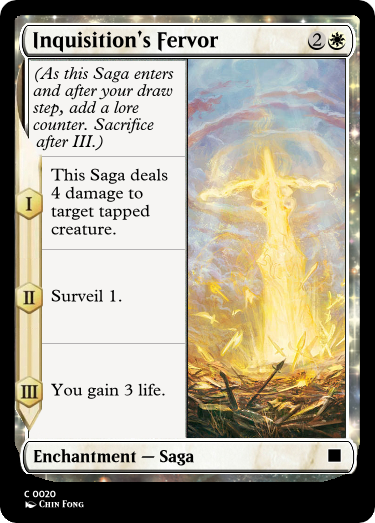 Inquisition's Fervor 2
(As this Saga enters
and after your draw
step, add a lore
counter. Sacrifice
after III.)
I
This Saga deals
4 damage to
target tapped
creature.
II
Surveil 1.
III
You gain 3 life.
Enchantment — Saga
C 0020
Chin Fong